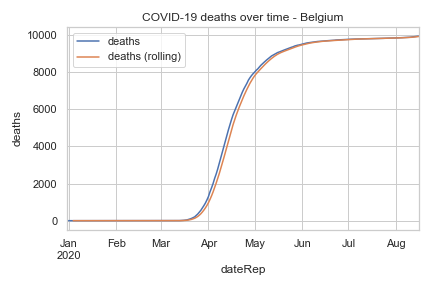 COVID-19 deaths over time - Belgium
10000
8000
6000
4000
2000
0
deaths
deaths (rolling)
deaths
Jan
2020
Feb
Mar
Apr
May
Jun
Jul
Aug
dateRep